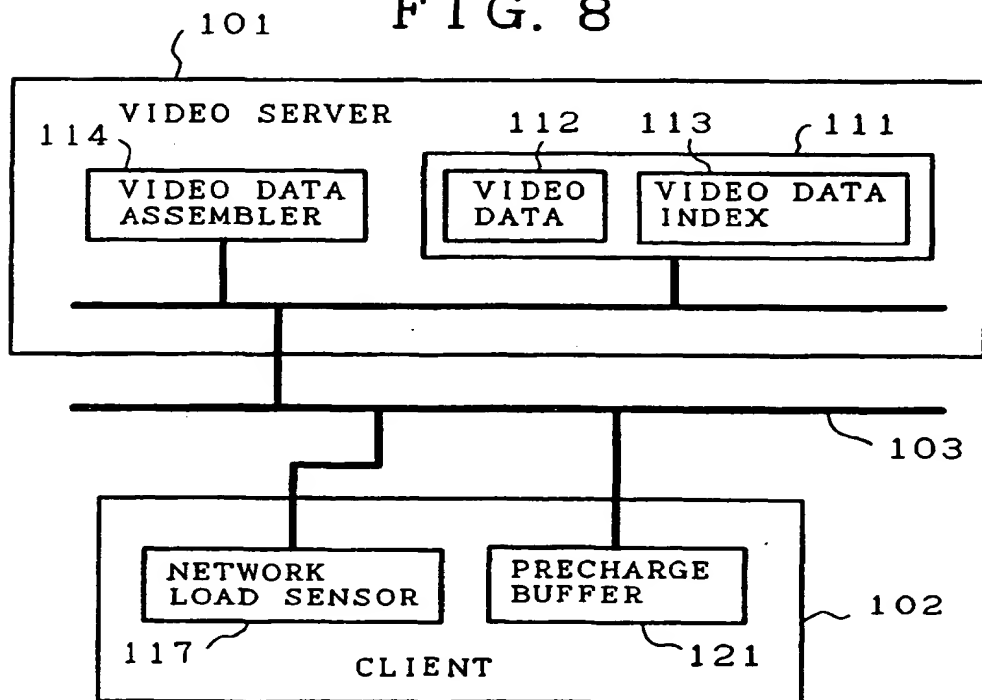 FIG. 8
101
VIDEO SERVER
112
113
111
114
VIDEO DATA
ASSEMBLER
VIDEO
DATA
VIDEO DATA
INDEX
103
NETWORK
LOAD SENSOR
PRECHARGE
BUFFER
102
117
121
CLIENT